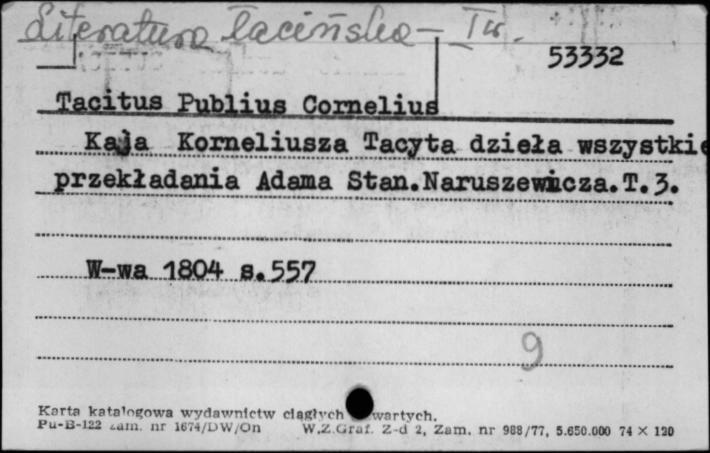 Literatura łacińska – I w.
53332
Tacitus Publius Cornelius
Kaja Korneliusza Tacyta dzieła wszystkie
przekładania Adama Stan.Naruszewicza.T.3.
W-wa 1804 s.557
9
Karta katalogowa wydawnictw ciągłych wartych.
Pu-B-122 zam. nr 1674/DW/On W.Z.Graf. Z-d 2, Zam. nr 988/77, 5.650.000 74 × 120